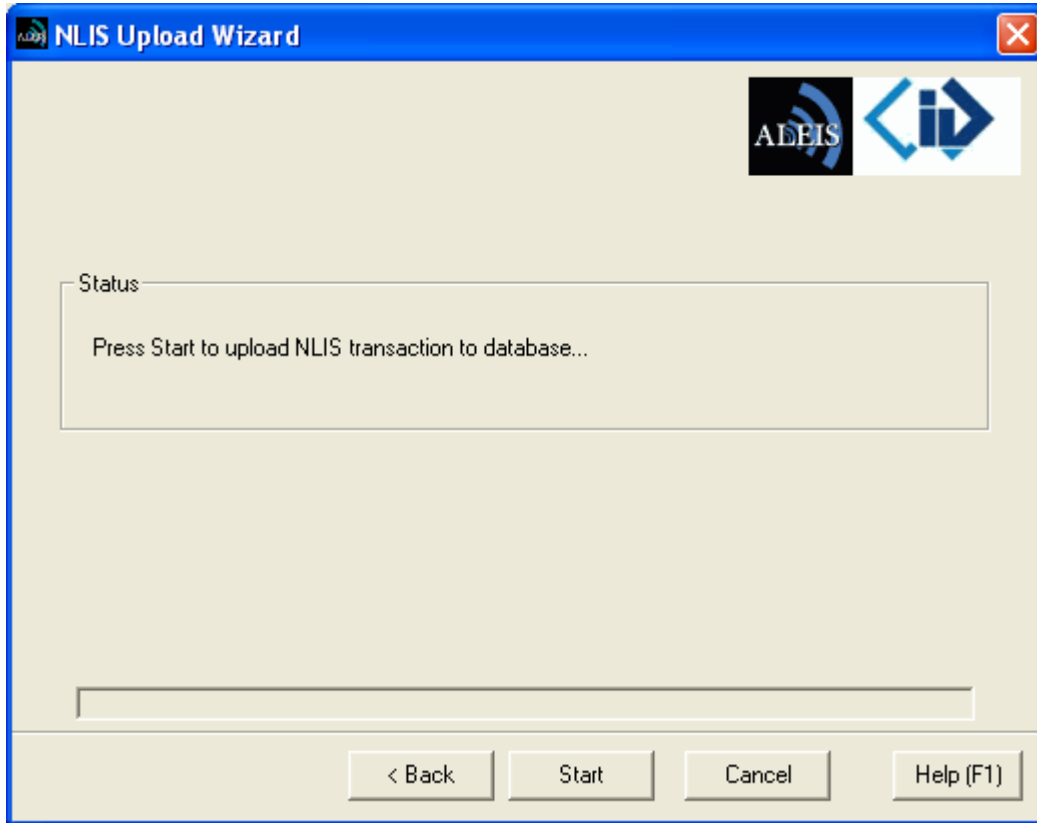 NLIS Upload Wizard
ALEIS
iD
Status
Press Start to upload NLIS transaction to database...
< Back Start Cancel Help (F1)